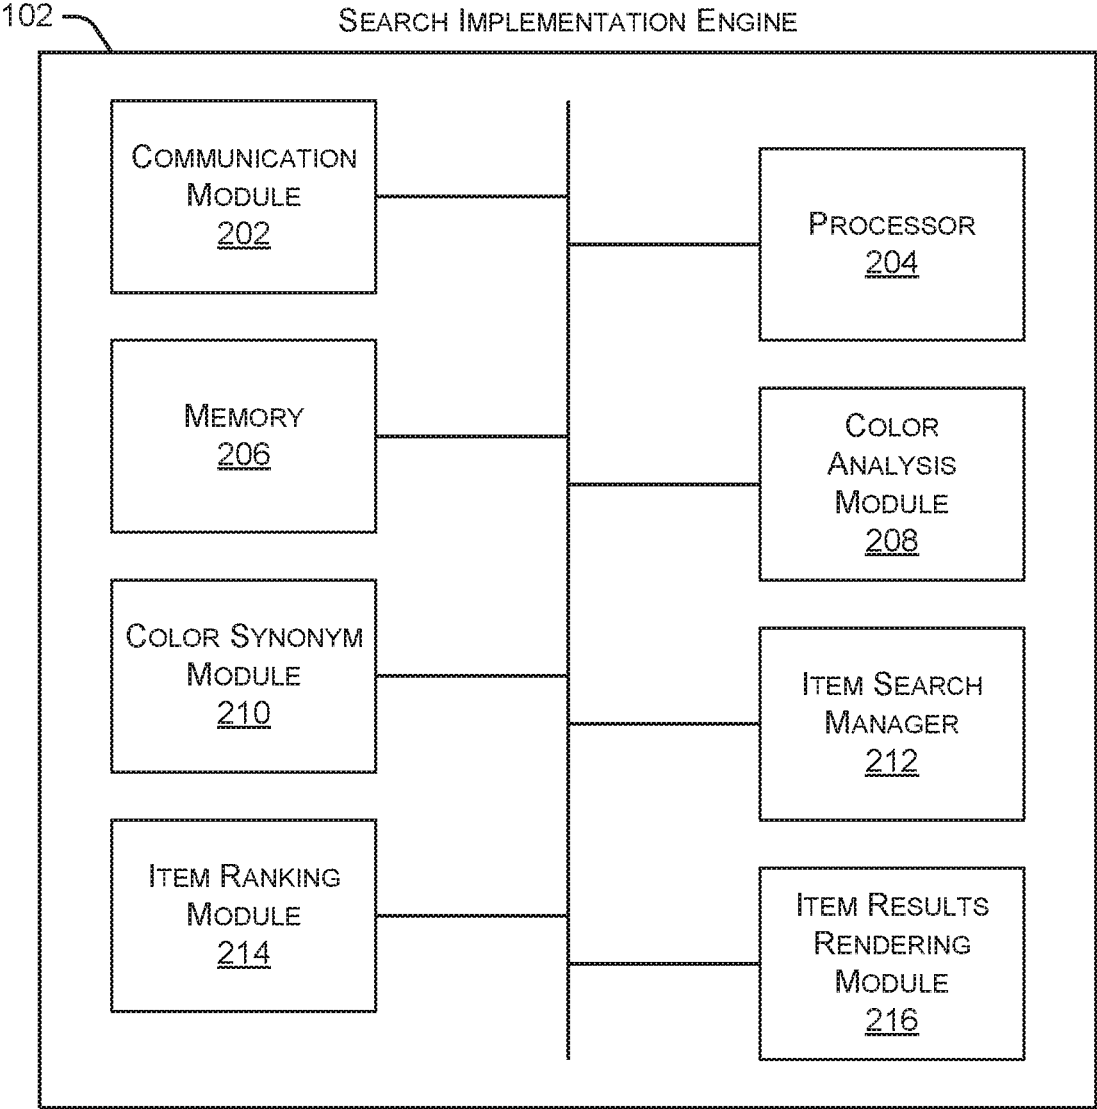 102
SEARCH IMPLEMENTATION ENGINE
COMMUNICATION
MODULE
202
PROCESSOR
204
MEMORY
206
COLOR
ANALYSIS
MODULE
208
COLOR SYNONYM
MODULE
210
ITEM SEARCH
MANAGER
212
ITEM RANKING
MODULE
214
ITEM RESULTS
RENDERING
MODULE
216